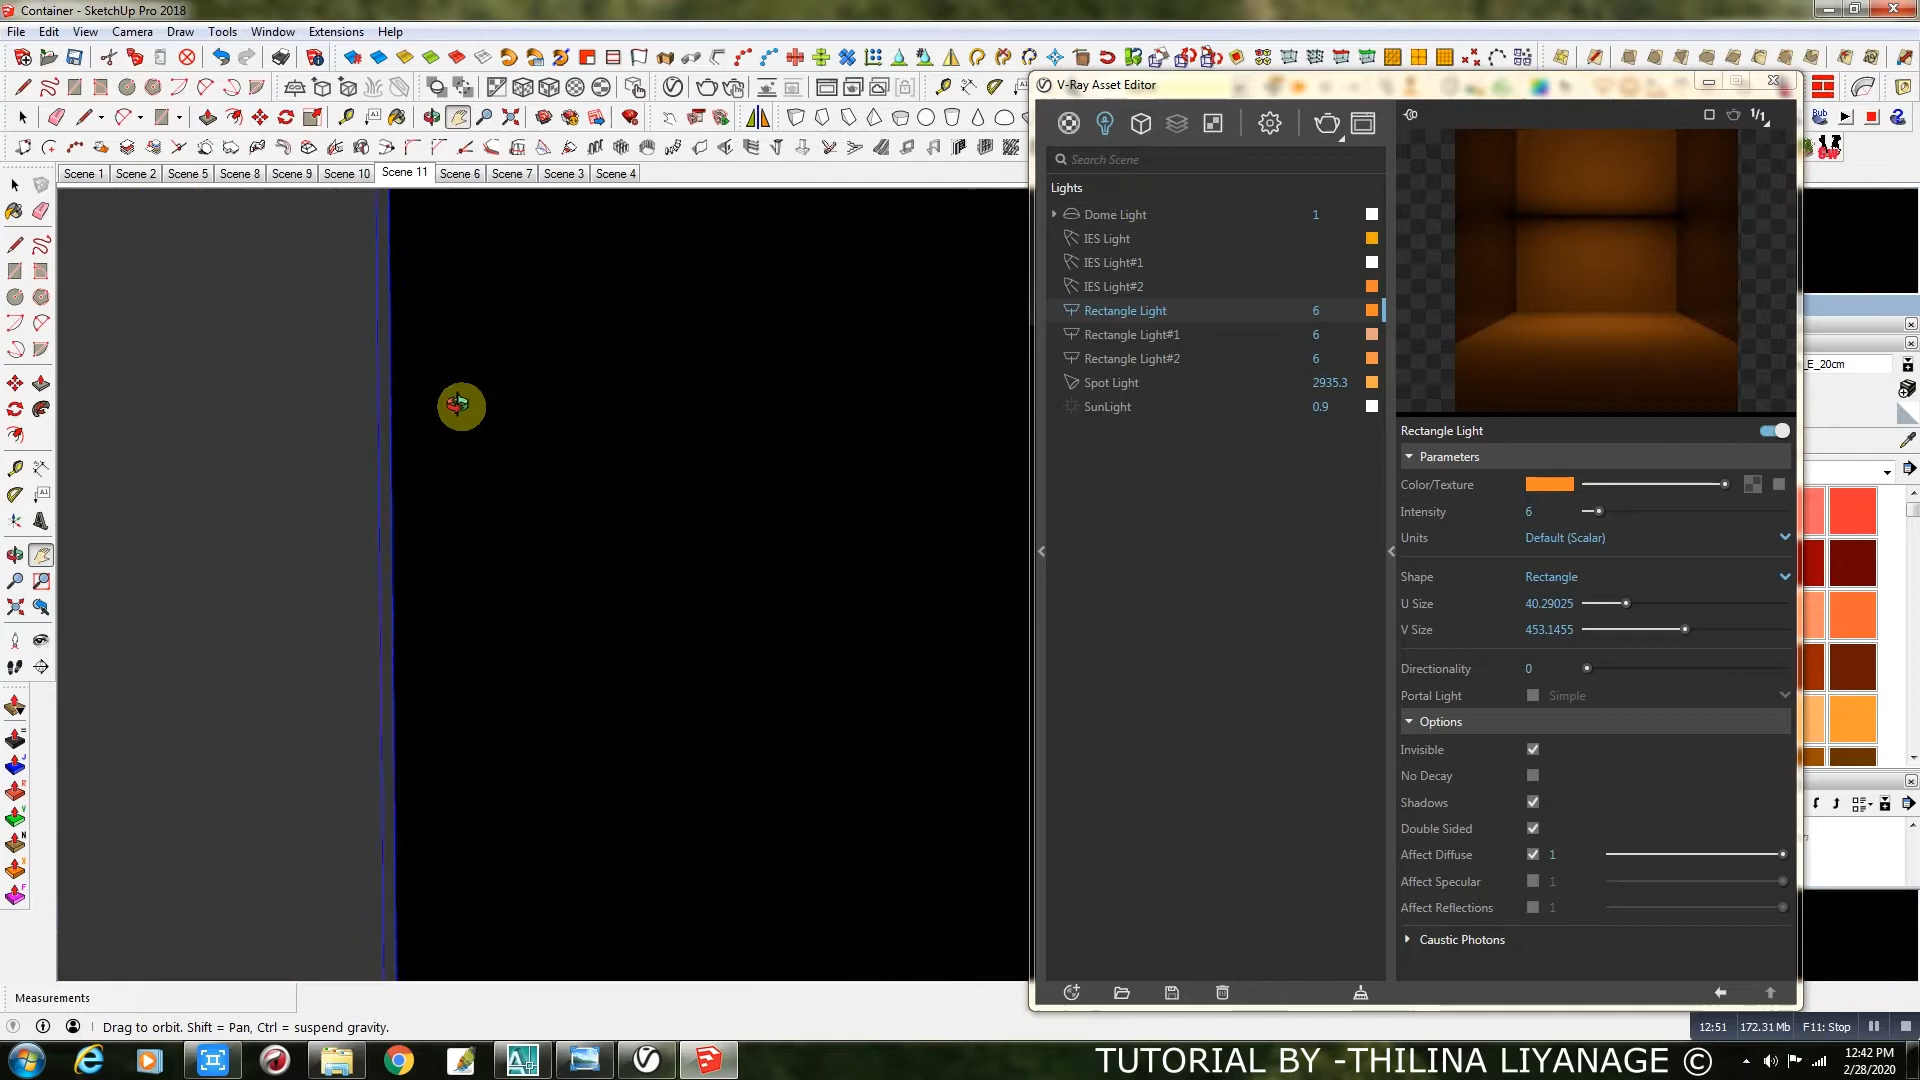 Container - SketchUp Pro 2018
File Edit View Camera Draw Tools Window Extensions Help
V-Ray Asset Editor
Scene 1 Scene 2 Scene 5 Scene 8 Scene 9 Scene 10 Scene 11 Scene 6 Scene 7 Scene 3 Scene 4
Search Scene
1/1
Lights
Dome Light 1
IES Light
IES Light#1
IES Light#2
Rectangle Light 6
Rectangle Light#1 6
Rectangle Light#2 6
Spot Light 2935.3
SunLight 0.9
_E_20cm
Rectangle Light
Parameters
Color/Texture
Intensity 6
Units Default (Scalar)
Shape Rectangle
U Size 40.29025
V Size 453.1455
Directionality 0
Portal Light Simple
Options
Invisible
No Decay
Shadows
Double Sided
Affect Diffuse 1
Affect Specular 1
Affect Reflections 1
Caustic Photons
Measurements
Drag to orbit. Shift = Pan, Ctrl = suspend gravity.
12:51 172.31 Mb F11: Stop
TUTORIAL BY -THILINA LIYANAGE ©
12:42 PM
2/28/2020